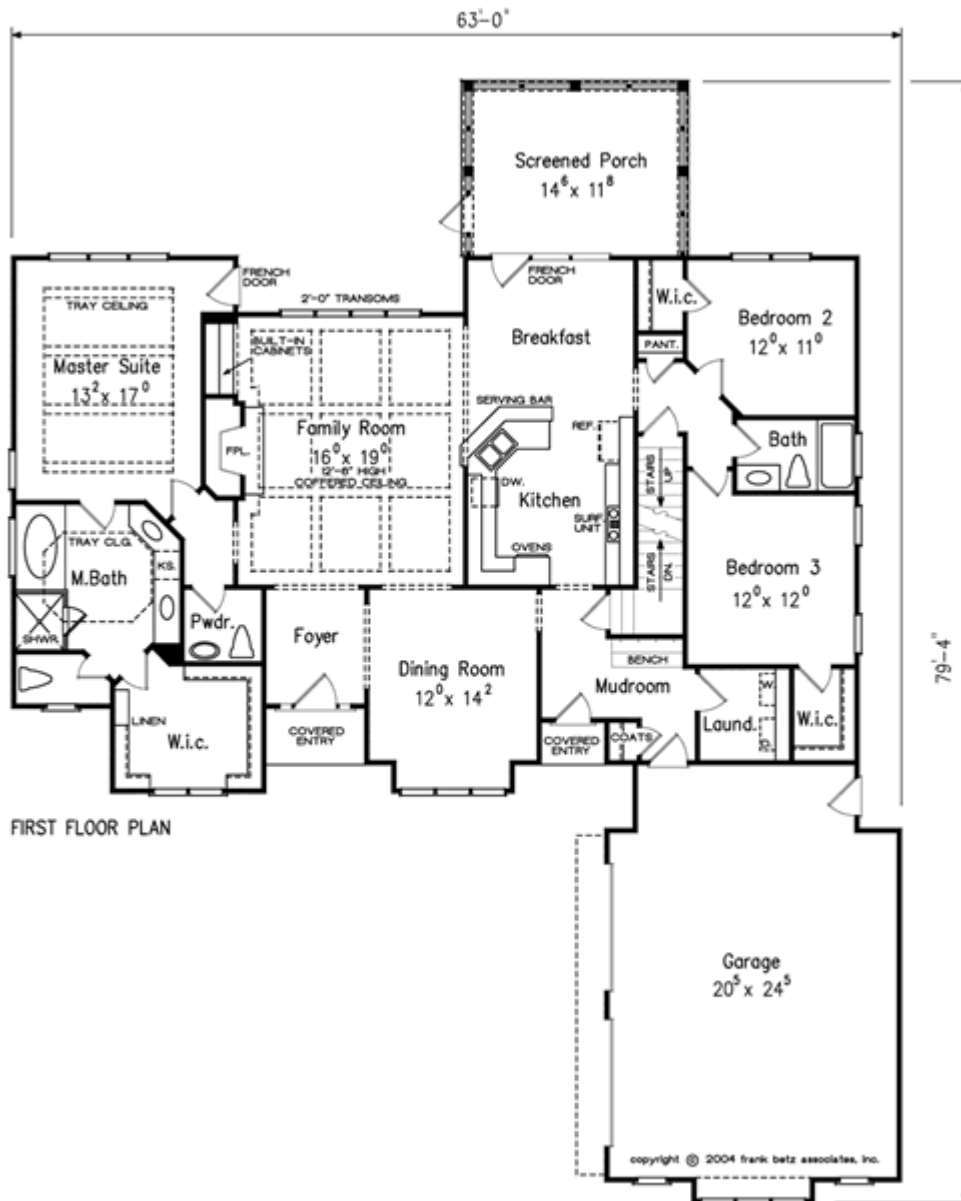 63'-0"
Screened Porch
14⁶ x 11⁸
FRENCH
DOOR
FRENCH
DOOR
2'-0" TRANSOMS
TRAY CEILING
W.i.c.
Bedroom 2
12⁰ x 11⁰
BUILT-IN
CABINETS
Breakfast
PANT.
Master Suite
13² x 17⁰
SERVING BAR
Family Room
16⁰ x 19⁰
12'-6" HIGH
COFFERED CEILING
FPL.
REF.
Bath
STAIRS
UP
DW.
Kitchen
SURF.
UNIT
TRAY CLG.
KS.
M.Bath
OVENS
STAIRS
DN.
Bedroom 3
12⁰ x 12⁰
SHWR.
Pwdr.
Foyer
BENCH
Dining Room
12⁰ x 14²
Mudroom
79'-4"
LINEN
W.i.c.
COVERED
ENTRY
COVERED
ENTRY
COATS
Laund.
W.
D.
W.i.c.
FIRST FLOOR PLAN
Garage
20⁵ x 24⁵
copyright © 2004 frank betz associates, inc.